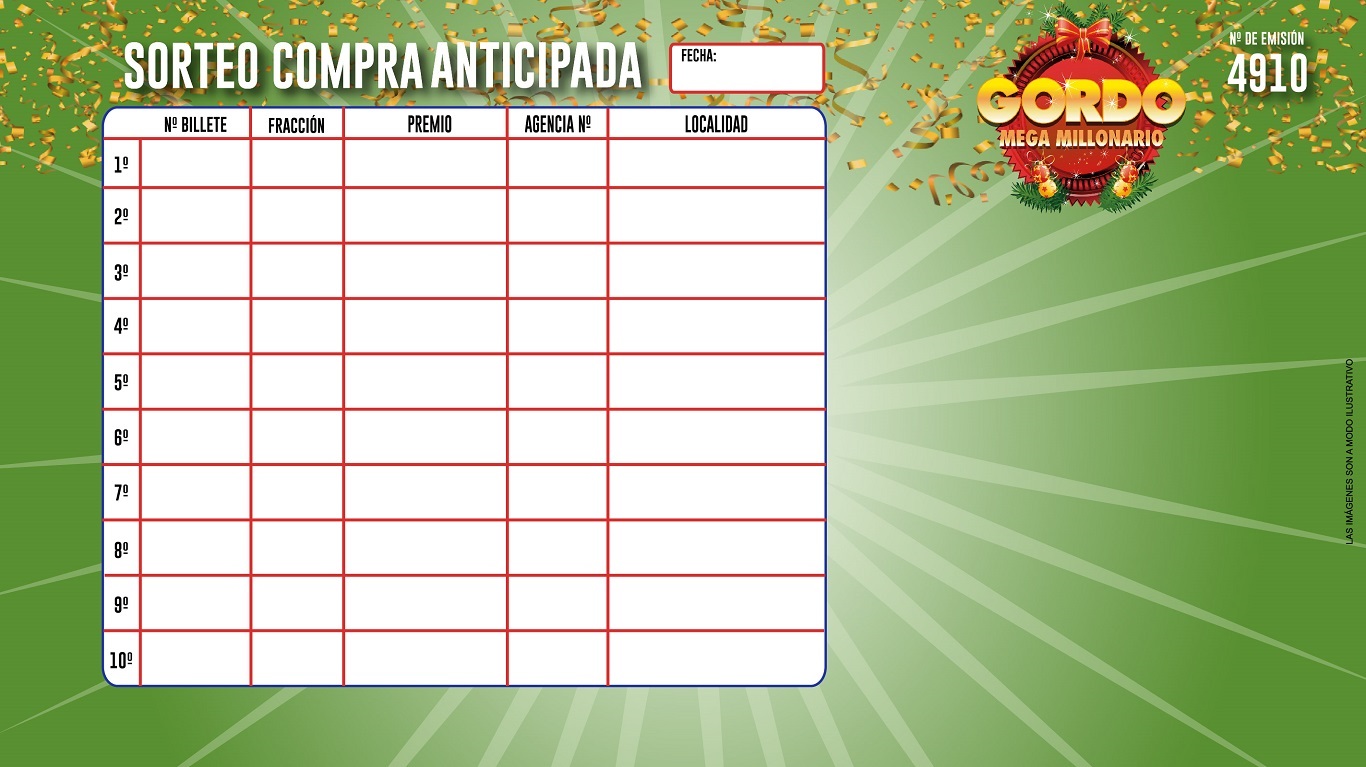 SORTEO COMPRA ANTICIPADA
FECHA:
GORDO
MEGA MILLONARIO
Nº DE EMISIÓN
4910
Nº BILLETE FRACCIÓN PREMIO AGENCIA Nº LOCALIDAD
1º
2º
3º
4º
5º
6º
7º
8º
9º
10º
LAS IMÁGENES SON A MODO ILUSTRATIVO